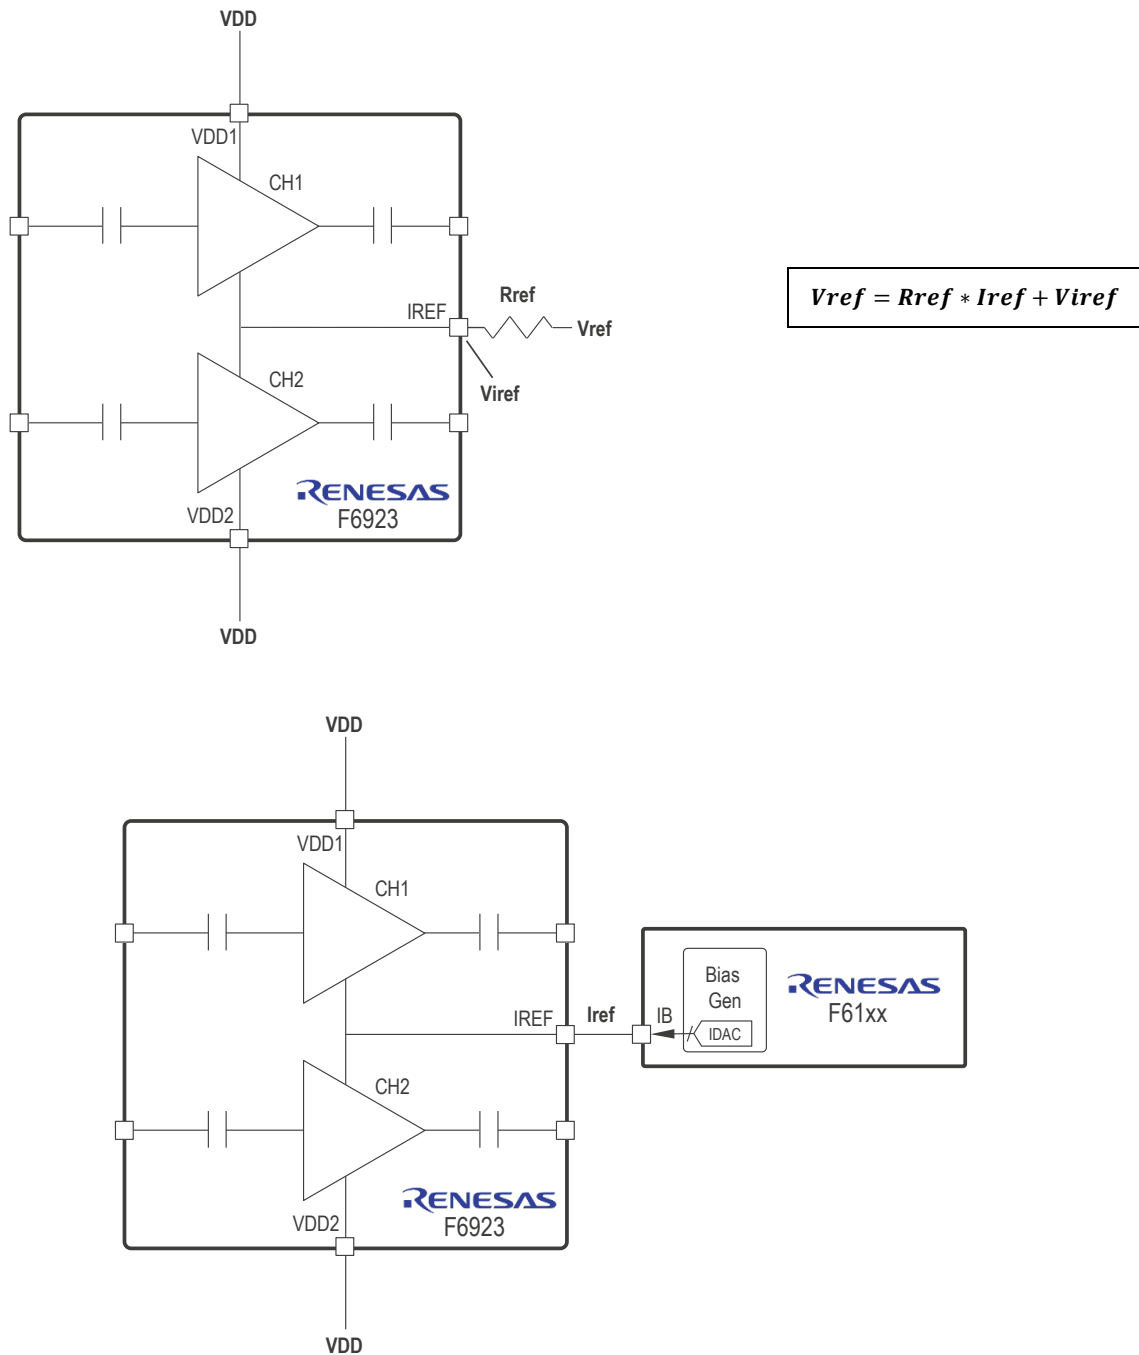 VDD
VDD1
CH1
IREF
Rref
Vref
Viref
Vref = Rref * Iref + Viref
CH2
RENESAS
F6923
VDD2
VDD
VDD
VDD1
CH1
IREF
Iref
IB
Bias
Gen
IDAC
RENESAS
F61xx
CH2
RENESAS
F6923
VDD2
VDD